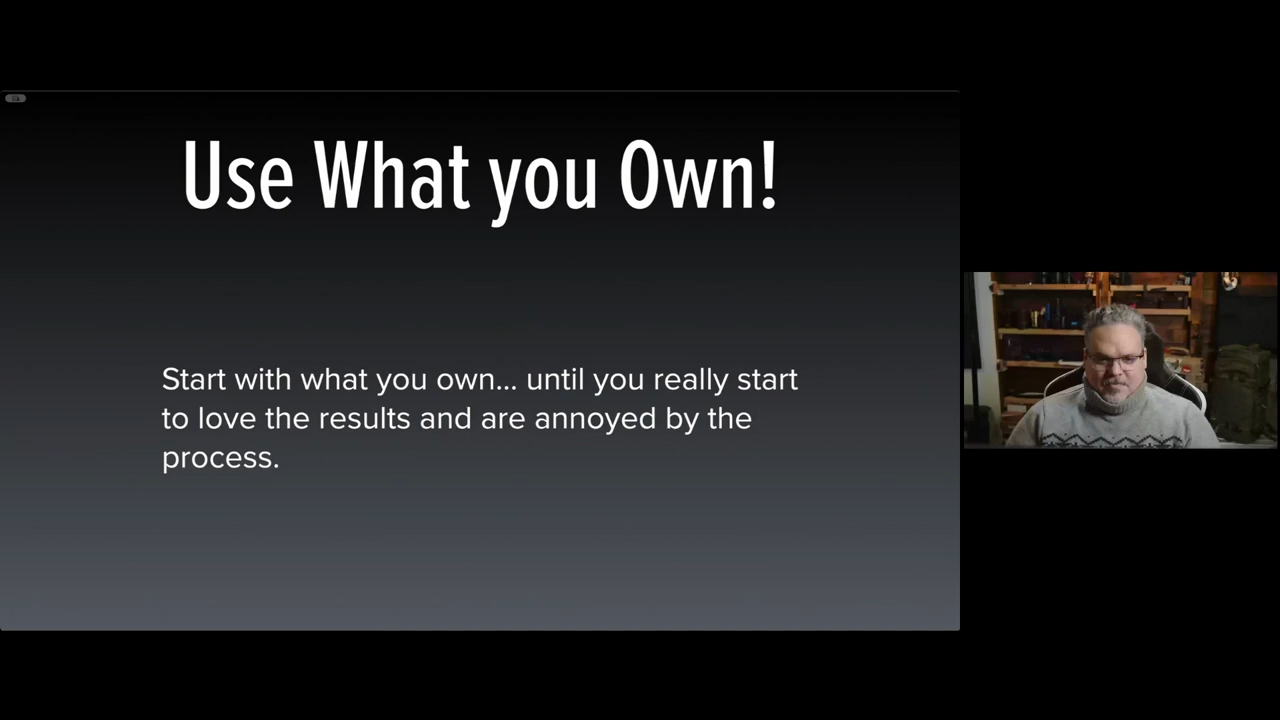 Use What you Own!
Start with what you own... until you really start
to love the results and are annoyed by the
process.